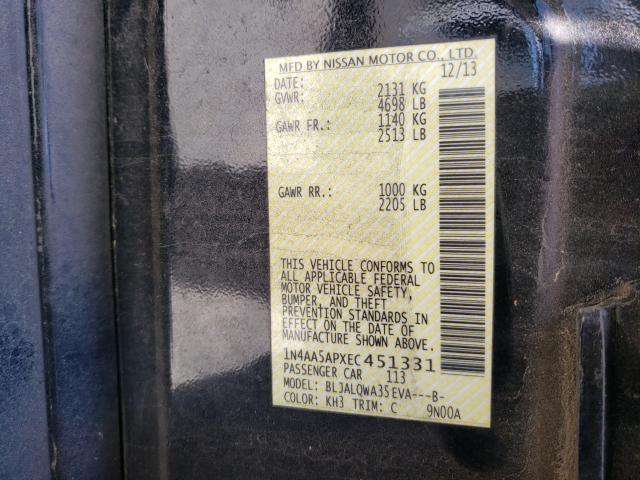 MFD BY NISSAN MOTOR CO., LTD.
DATE: 12/13
GVWR: 2131 KG
4698 LB
GAWR FR.: 1140 KG
2513 LB
GAWR RR.: 1000 KG
2205 LB
THIS VEHICLE CONFORMS TO
ALL APPLICABLE FEDERAL
MOTOR VEHICLE SAFETY,
BUMPER, AND THEFT
PREVENTION STANDARDS IN
EFFECT ON THE DATE OF
MANUFACTURE SHOWN ABOVE.
1N4AA5APXEC451331
PASSENGER CAR 113
MODEL: BLJALQWA35EVA---B-
COLOR: KH3 TRIM: C 9N00A